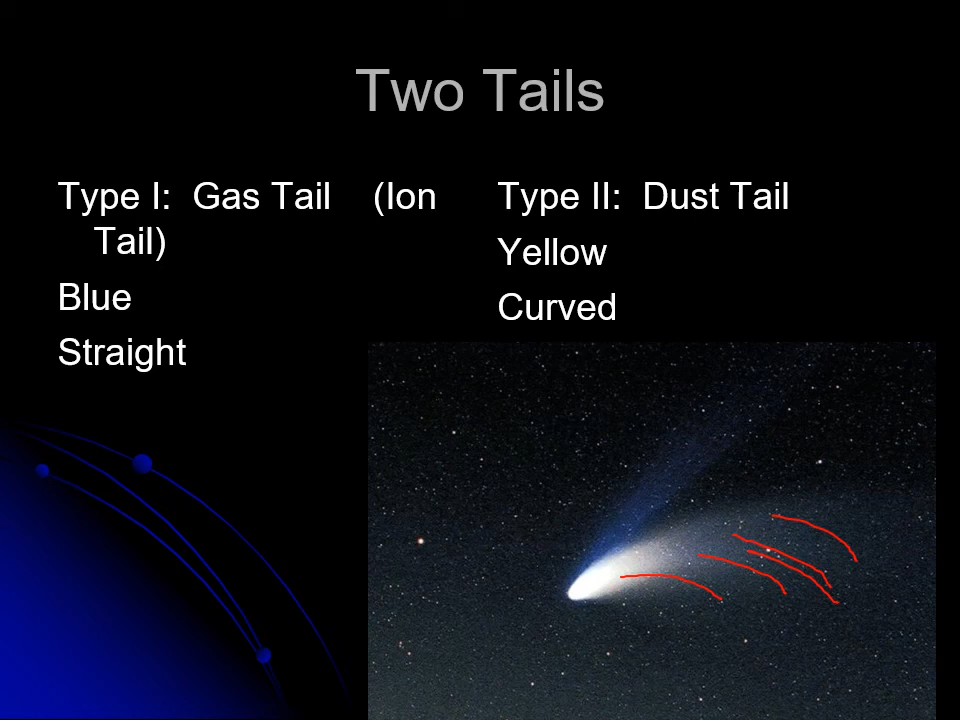 Two Tails
Type I: Gas Tail (Ion
Tail)
Blue
Straight
Type II: Dust Tail
Yellow
Curved